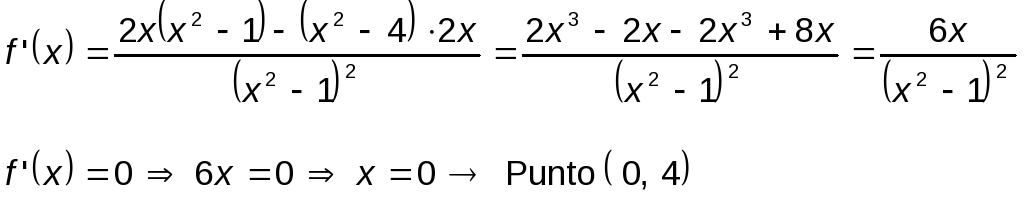 f'(x) = (2x(x² − 1) − (x² − 4) · 2x) / (x² − 1)² = (2x³ − 2x − 2x³ + 8x) / (x² − 1)² = 6x / (x² − 1)²
f'(x) = 0 ⇒ 6x = 0 ⇒ x = 0 → Punto (0, 4)